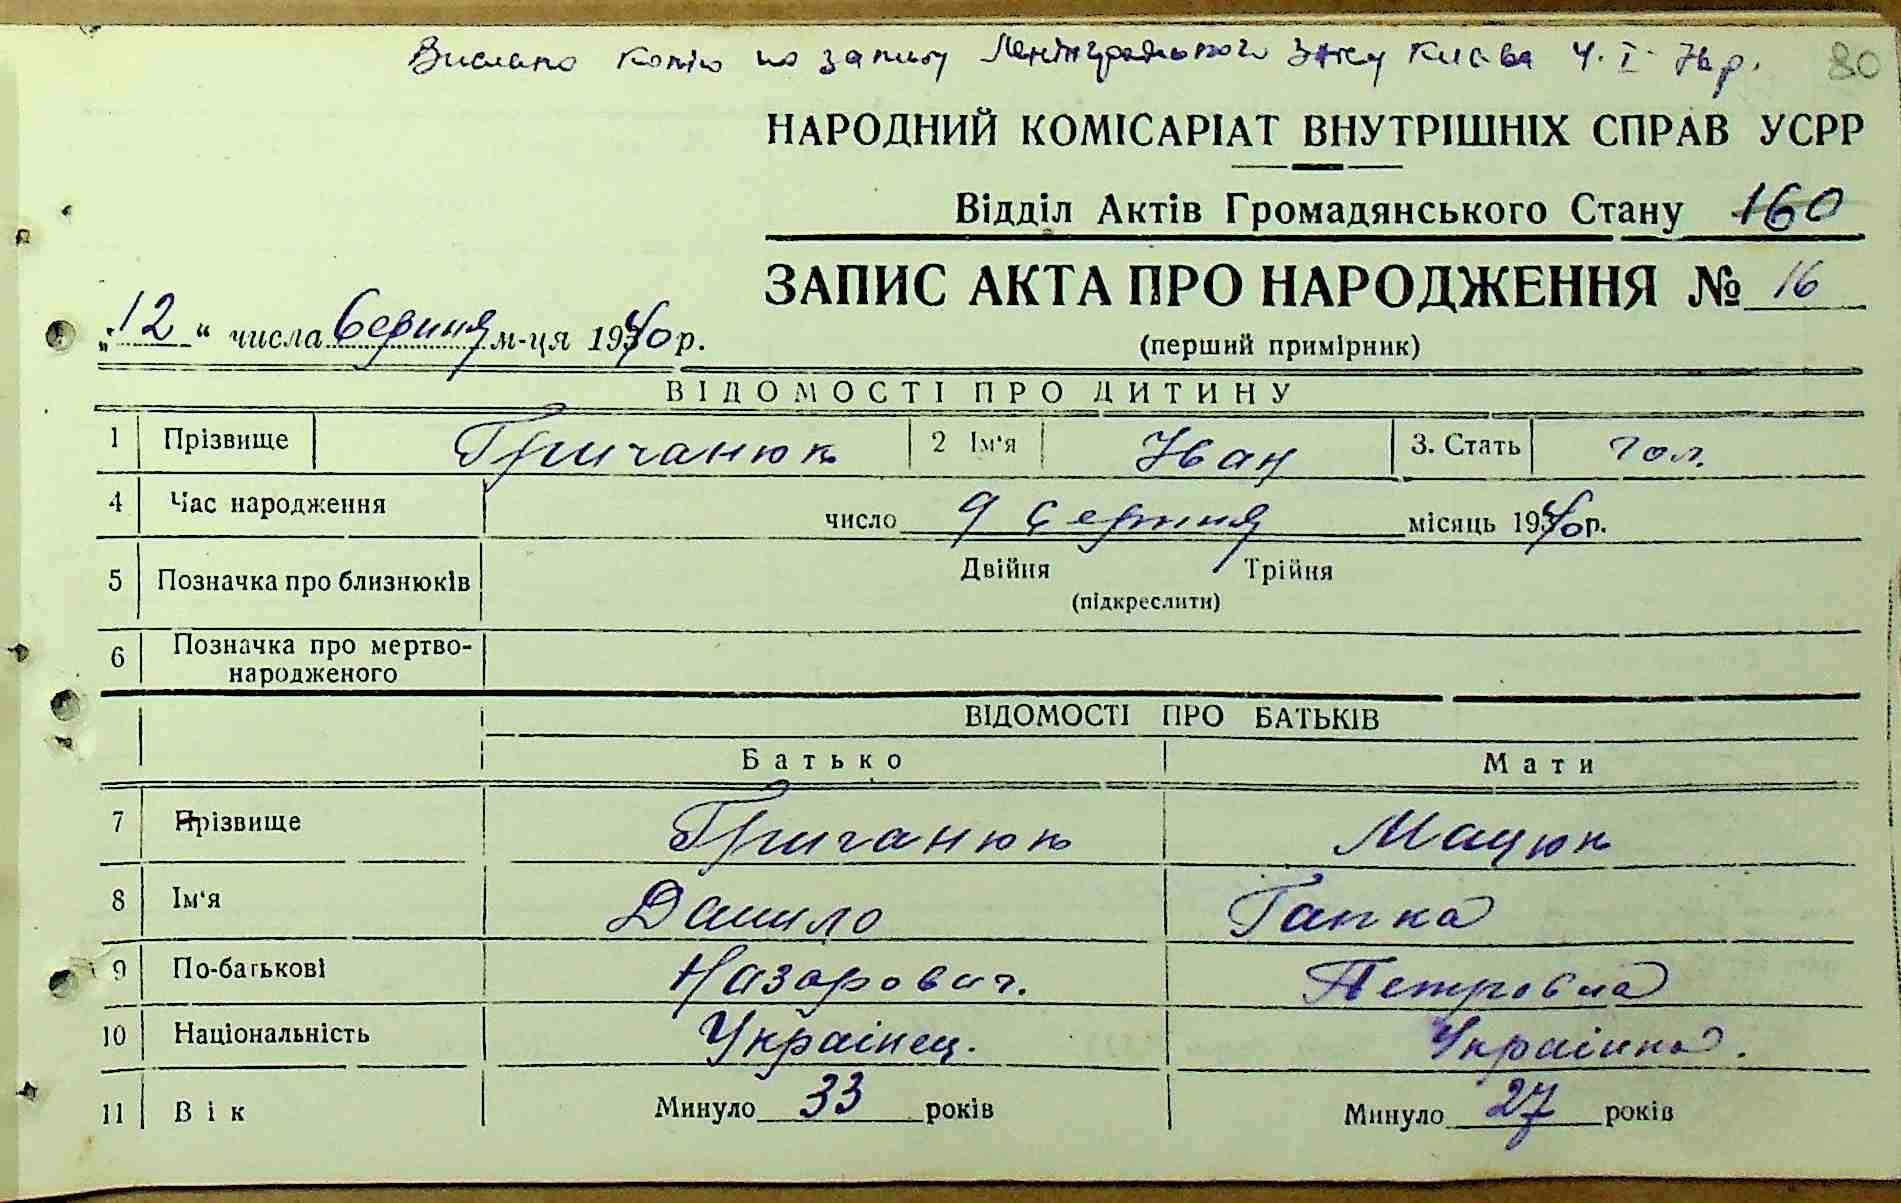 Вислано копію по запиту Ленінградського Загсу Києва 4.I-76р. 80
НАРОДНИЙ КОМІСАРІАТ ВНУТРІШНІХ СПРАВ УСРР
Відділ Актів Громадянського Стану 160
ЗАПИС АКТА ПРО НАРОДЖЕННЯ № 16
(перший примірник)
„12“ числа Серпня м-ця 1940 р.
ВІДОМОСТІ ПРО ДИТИНУ
1 Прізвище Гричанюк 2 Ім'я Іван 3. Стать чол.
4 Час народження число 9 Серпня місяць 1940р.
5 Позначка про близнюків Двійня Трійня
(підкреслити)
6 Позначка про мертво-
народженого
ВІДОМОСТІ ПРО БАТЬКІВ
Батько Мати
7 Прізвище Гричанюк Мацюк
8 Ім'я Данило Гапка
9 По-батькові Назарович. Петровна
10 Національність Українец. Українка.
11 Вік Минуло 33 років Минуло 27 років